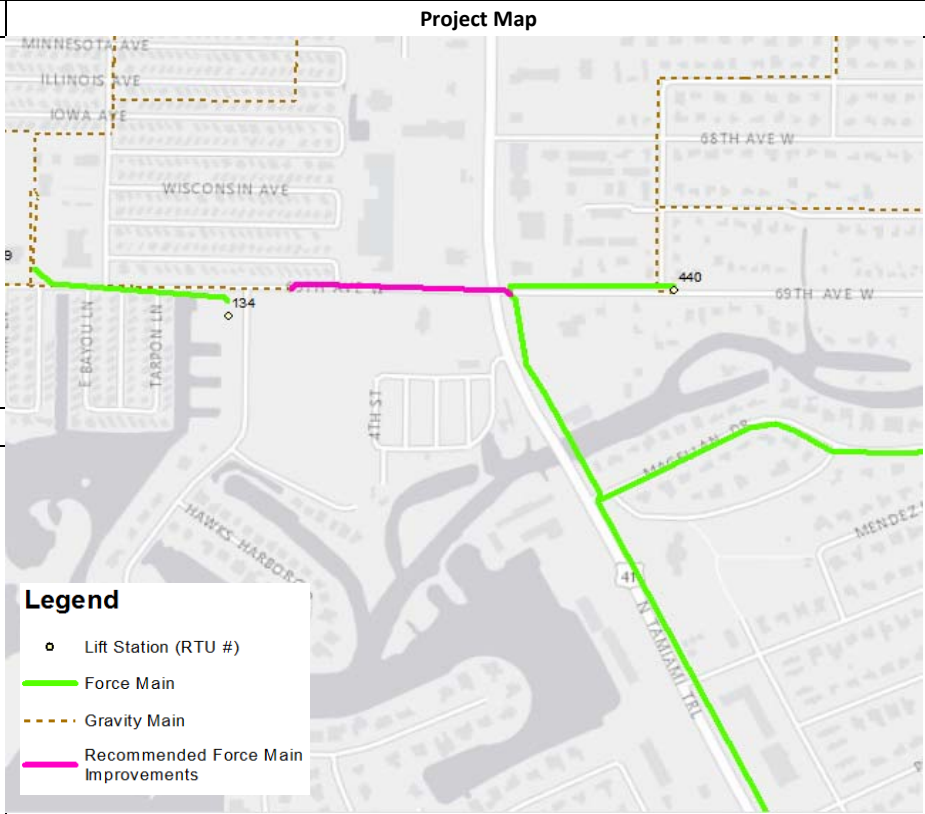 Project Map
MINNESOTA AVE
ILLINOIS AVE
IOWA AVE
68TH AVE W
WISCONSIN AVE
9
440
69TH AVE W
69TH AVE W
134
E BAYOU LN
TARPON LN
4TH ST
MAGELLAN DR
MENDEZ
HAWKS HARBOR
41
N TAMIAMI TRL
Legend
Lift Station (RTU #)
Force Main
Gravity Main
Recommended Force Main
Improvements